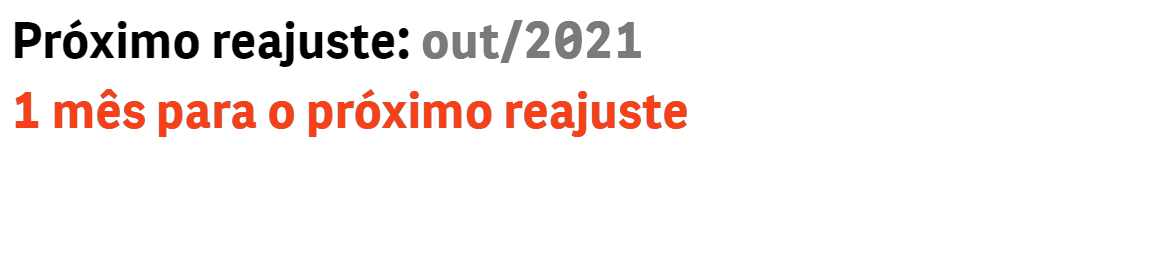 Próximo reajuste: out/2021
1 mês para o próximo reajuste